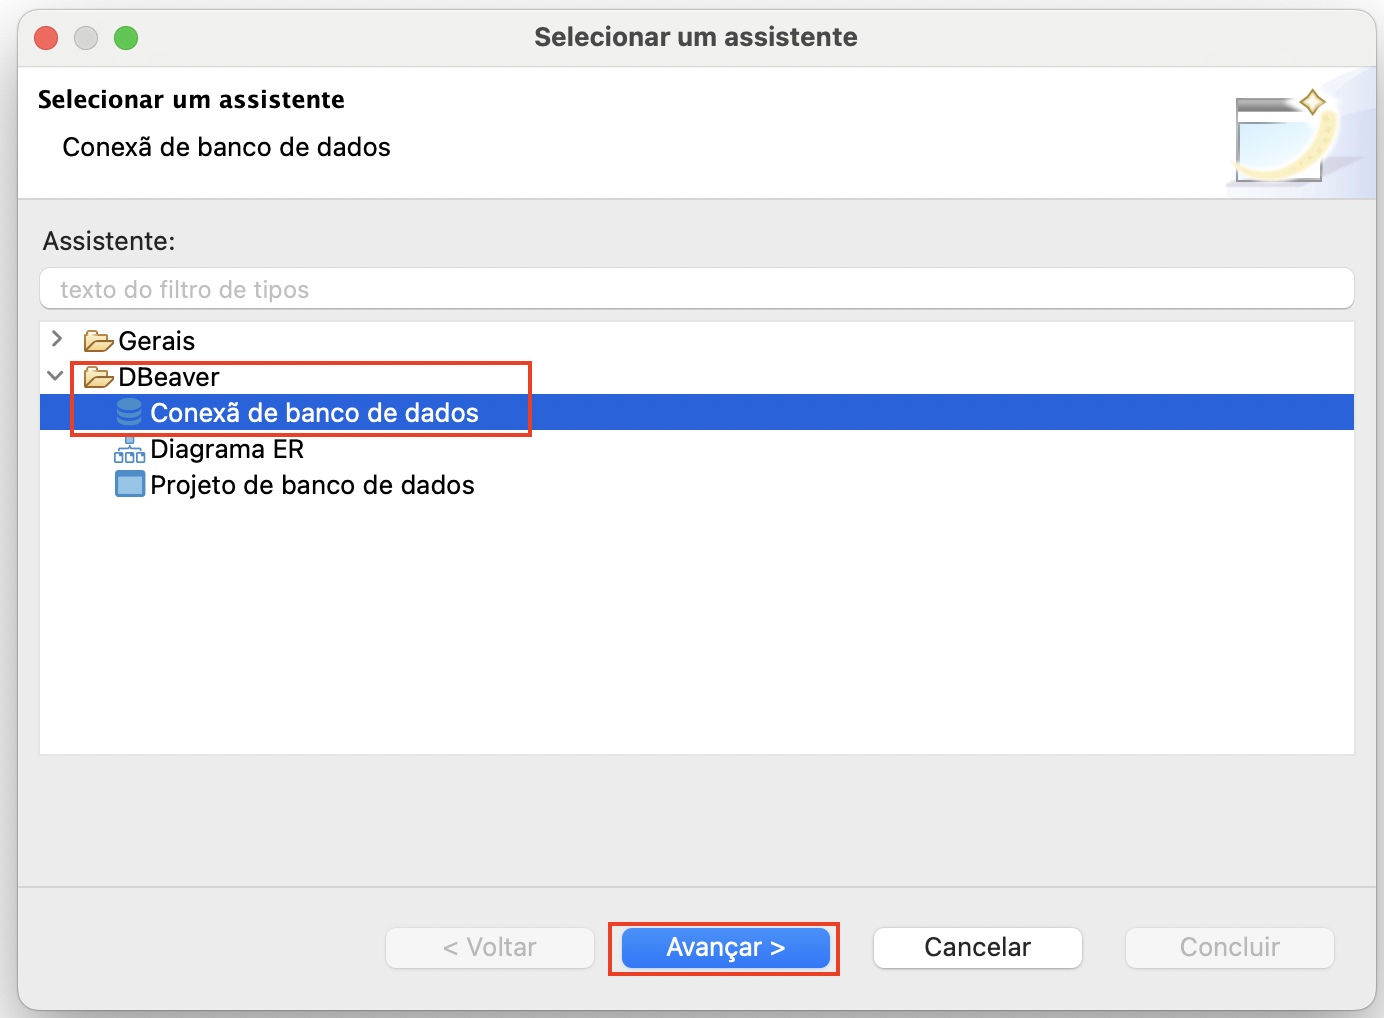 Selecionar um assistente
Selecionar um assistente
Conexã de banco de dados
Assistente:
texto do filtro de tipos
Gerais
DBeaver
Conexã de banco de dados
Diagrama ER
Projeto de banco de dados
< Voltar
Avançar >
Cancelar
Concluir